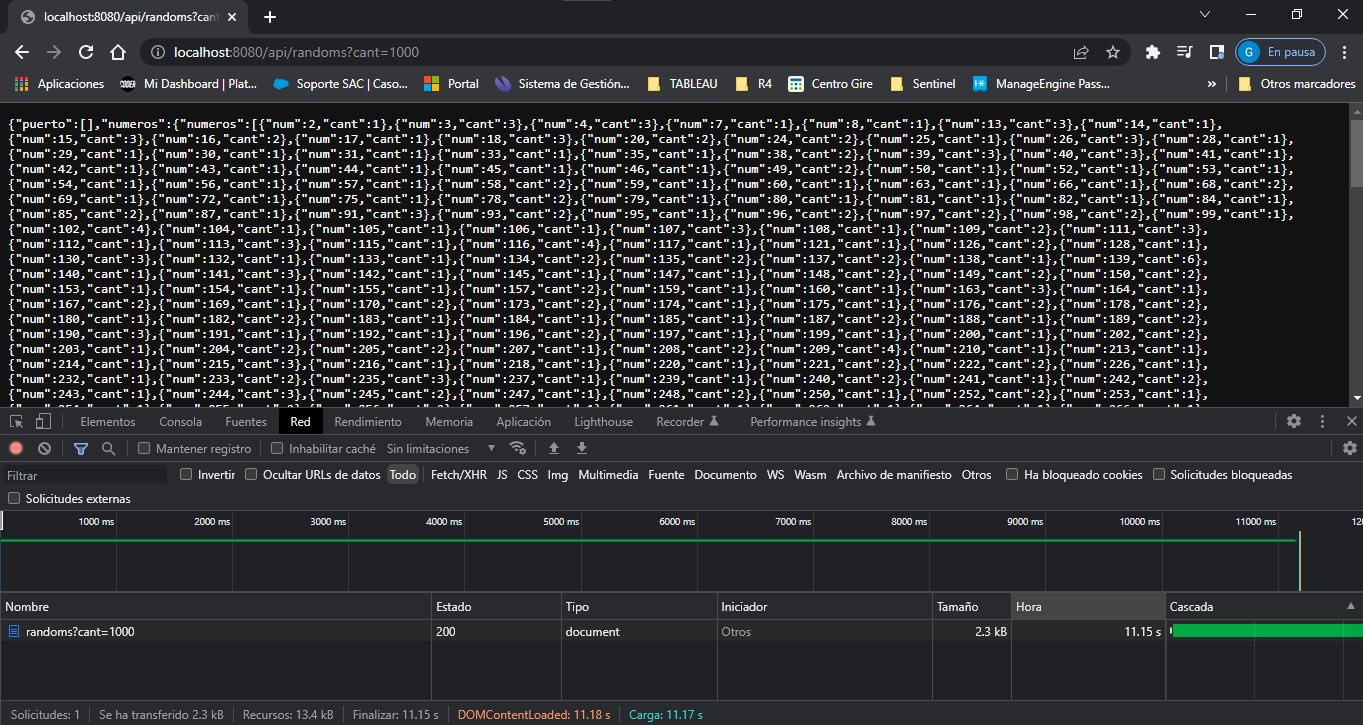 localhost:8080/api/randoms?cant
localhost:8080/api/randoms?cant=1000
G En pausa
Aplicaciones
CODER
Mi Dashboard | Plat...
Soporte SAC | Caso...
Portal
Sistema de Gestión...
TABLEAU
R4
Centro Gire
Sentinel
ManageEngine Pass...
»
Otros marcadores
{"puerto":[],"numeros":{"numeros":[{"num":2,"cant":1},{"num":3,"cant":3},{"num":4,"cant":3},{"num":7,"cant":1},{"num":8,"cant":1},{"num":13,"cant":3},{"num":14,"cant":1},
{"num":15,"cant":3},{"num":16,"cant":2},{"num":17,"cant":1},{"num":18,"cant":3},{"num":20,"cant":2},{"num":24,"cant":2},{"num":25,"cant":1},{"num":26,"cant":3},{"num":28,"cant":1},
{"num":29,"cant":1},{"num":30,"cant":1},{"num":31,"cant":1},{"num":33,"cant":1},{"num":35,"cant":1},{"num":38,"cant":2},{"num":39,"cant":3},{"num":40,"cant":3},{"num":41,"cant":1},
{"num":42,"cant":1},{"num":43,"cant":1},{"num":44,"cant":1},{"num":45,"cant":1},{"num":46,"cant":1},{"num":49,"cant":2},{"num":50,"cant":1},{"num":52,"cant":1},{"num":53,"cant":1},
{"num":54,"cant":1},{"num":56,"cant":1},{"num":57,"cant":1},{"num":58,"cant":2},{"num":59,"cant":1},{"num":60,"cant":1},{"num":63,"cant":1},{"num":66,"cant":1},{"num":68,"cant":2},
{"num":69,"cant":1},{"num":72,"cant":1},{"num":75,"cant":1},{"num":78,"cant":2},{"num":79,"cant":1},{"num":80,"cant":1},{"num":81,"cant":1},{"num":82,"cant":1},{"num":84,"cant":1},
{"num":85,"cant":2},{"num":87,"cant":1},{"num":91,"cant":3},{"num":93,"cant":2},{"num":95,"cant":1},{"num":96,"cant":2},{"num":97,"cant":2},{"num":98,"cant":2},{"num":99,"cant":1},
{"num":102,"cant":4},{"num":104,"cant":1},{"num":105,"cant":1},{"num":106,"cant":1},{"num":107,"cant":3},{"num":108,"cant":1},{"num":109,"cant":2},{"num":111,"cant":3},
{"num":112,"cant":1},{"num":113,"cant":3},{"num":115,"cant":1},{"num":116,"cant":4},{"num":117,"cant":1},{"num":121,"cant":1},{"num":126,"cant":2},{"num":128,"cant":1},
{"num":130,"cant":3},{"num":132,"cant":1},{"num":133,"cant":1},{"num":134,"cant":2},{"num":135,"cant":2},{"num":137,"cant":2},{"num":138,"cant":1},{"num":139,"cant":6},
{"num":140,"cant":1},{"num":141,"cant":3},{"num":142,"cant":1},{"num":145,"cant":1},{"num":147,"cant":1},{"num":148,"cant":2},{"num":149,"cant":2},{"num":150,"cant":2},
{"num":153,"cant":1},{"num":154,"cant":1},{"num":155,"cant":1},{"num":157,"cant":2},{"num":159,"cant":1},{"num":160,"cant":1},{"num":163,"cant":3},{"num":164,"cant":1},
{"num":167,"cant":2},{"num":169,"cant":1},{"num":170,"cant":2},{"num":173,"cant":2},{"num":174,"cant":1},{"num":175,"cant":1},{"num":176,"cant":2},{"num":178,"cant":2},
{"num":180,"cant":1},{"num":182,"cant":2},{"num":183,"cant":1},{"num":184,"cant":1},{"num":185,"cant":1},{"num":187,"cant":2},{"num":188,"cant":1},{"num":189,"cant":2},
{"num":190,"cant":3},{"num":191,"cant":1},{"num":192,"cant":1},{"num":196,"cant":2},{"num":197,"cant":1},{"num":199,"cant":1},{"num":200,"cant":1},{"num":202,"cant":2},
{"num":203,"cant":1},{"num":204,"cant":2},{"num":205,"cant":2},{"num":207,"cant":1},{"num":208,"cant":2},{"num":209,"cant":4},{"num":210,"cant":1},{"num":213,"cant":1},
{"num":214,"cant":1},{"num":215,"cant":3},{"num":216,"cant":1},{"num":218,"cant":1},{"num":220,"cant":1},{"num":221,"cant":2},{"num":222,"cant":2},{"num":226,"cant":1},
{"num":232,"cant":1},{"num":233,"cant":2},{"num":235,"cant":3},{"num":237,"cant":1},{"num":239,"cant":1},{"num":240,"cant":2},{"num":241,"cant":1},{"num":242,"cant":2},
{"num":243,"cant":1},{"num":244,"cant":3},{"num":245,"cant":2},{"num":247,"cant":1},{"num":248,"cant":2},{"num":250,"cant":1},{"num":252,"cant":2},{"num":253,"cant":1},
Elementos Consola Fuentes Red Rendimiento Memoria Aplicación Lighthouse Recorder Performance insights
Mantener registro Inhabilitar caché Sin limitaciones
Filtrar Invertir Ocultar URLs de datos Todo Fetch/XHR JS CSS Img Multimedia Fuente Documento WS Wasm Archivo de manifiesto Otros Ha bloqueado cookies Solicitudes bloqueadas
Solicitudes externas
1000 ms 2000 ms 3000 ms 4000 ms 5000 ms 6000 ms 7000 ms 8000 ms 9000 ms 10000 ms 11000 ms
Nombre Estado Tipo Iniciador Tamaño Hora Cascada
randoms?cant=1000 200 document Otros 2.3 kB 11.15 s
Solicitudes: 1 Se ha transferido 2.3 kB Recursos: 13.4 kB Finalizar: 11.15 s DOMContentLoaded: 11.18 s Carga: 11.17 s